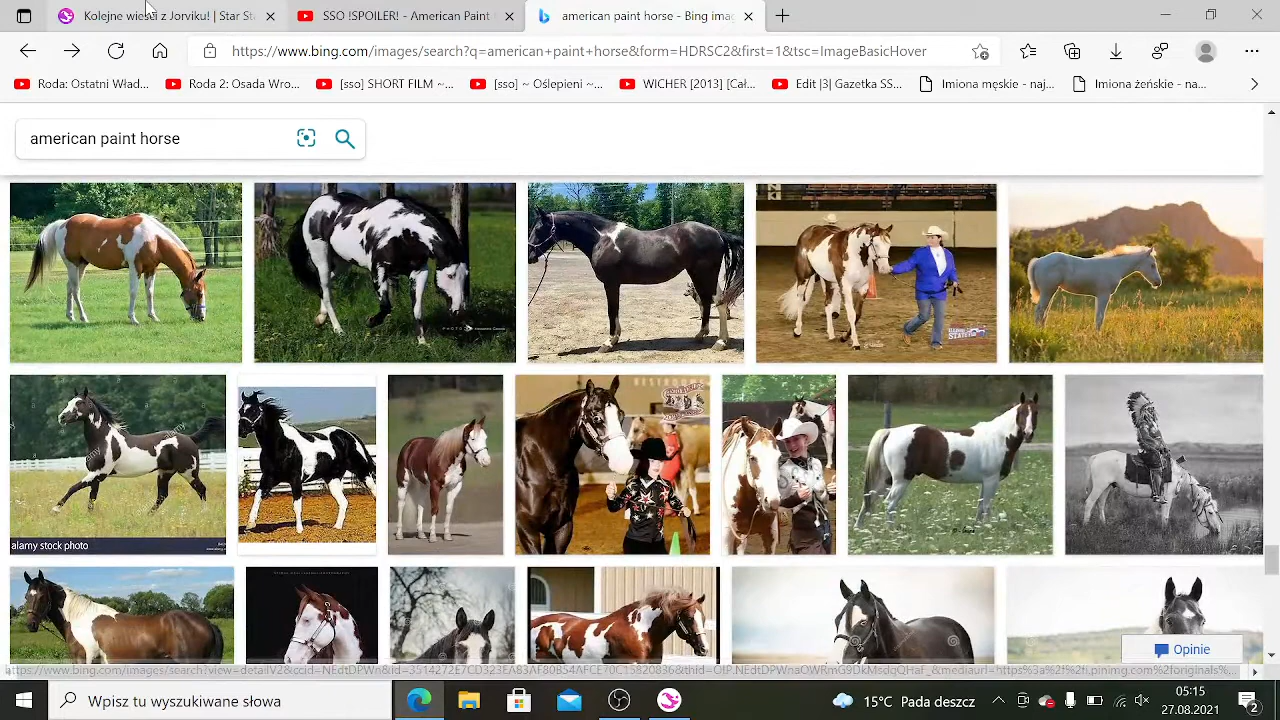 Kolejne wieści z Jorviku! | Star St
SSO !SPOILER! - American Paint
american paint horse - Bing ima
https://www.bing.com/images/search?q=american+paint+horse&form=HDRSC2&first=1&tsc=ImageBasicHover
Roda: Ostatni Wład...
Roda 2: Osada Wro...
[sso] SHORT FILM ~...
[sso] ~ Oślepieni ~...
WICHER [2013] [Cał...
Edit |3| Gazetka SS...
Imiona męskie - naj...
Imiona żeńskie - na...
american paint horse
alamy stock photo
Opinie
Wpisz tu wyszukiwane słowa
15°C Pada deszcz
05:15
27.08.2021
2